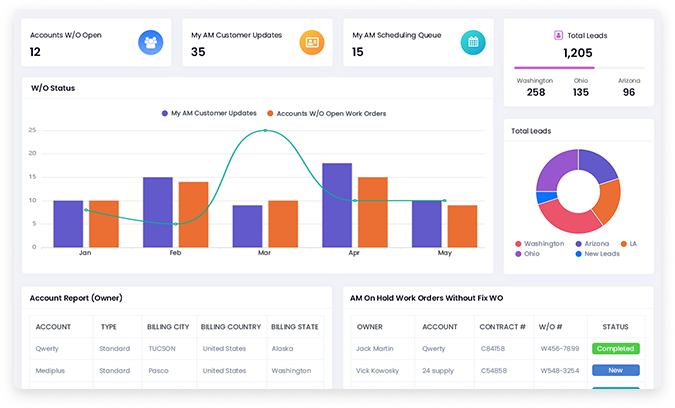 Accounts W/O Open
12
My AM Customer Updates
35
My AM Scheduling Queue
15
Total Leads
1,205
Washington Ohio Arizona
258 135 96
W/O Status
My AM Customer Updates Accounts W/O Open Work Orders
25
20
15
10
5
0
Jan Feb Mar Apr May
Total Leads
Washington Arizona LA
Ohio New Leads
Account Report (Owner)
ACCOUNT TYPE BILLING CITY BILLING COUNTRY BILLING STATE
Qwerty Standard TUCSON United States Alaska
Mediplus Standard Pasco United States Washington
AM On Hold Work Orders Without Fix WO
OWNER ACCOUNT CONTRACT # W/O # STATUS
Jack Martin Qwerty C84158 W456-7898 Completed
Vick Kowosky 24 supply C54858 W548-3254 New